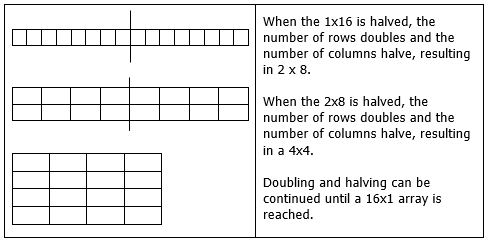 When the 1x16 is halved, the
number of rows doubles and the
number of columns halve, resulting
in 2 x 8.
When the 2x8 is halved, the
number of rows doubles and the
number of columns halve, resulting
in a 4x4.
Doubling and halving can be
continued until a 16x1 array is
reached.